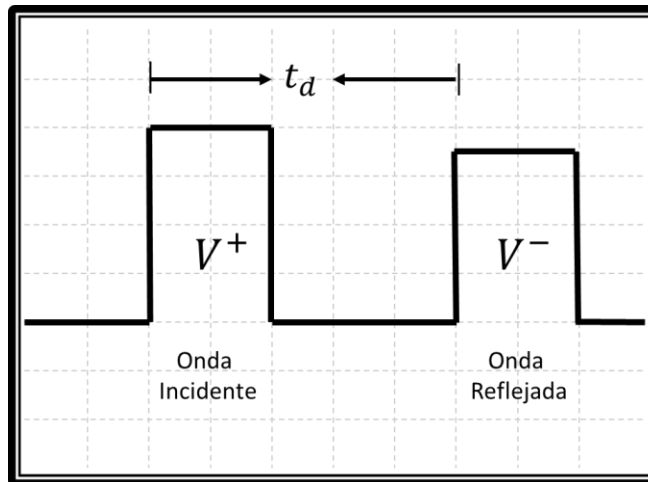 t_d
V⁺
V⁻
Onda
Incidente
Onda
Reflejada